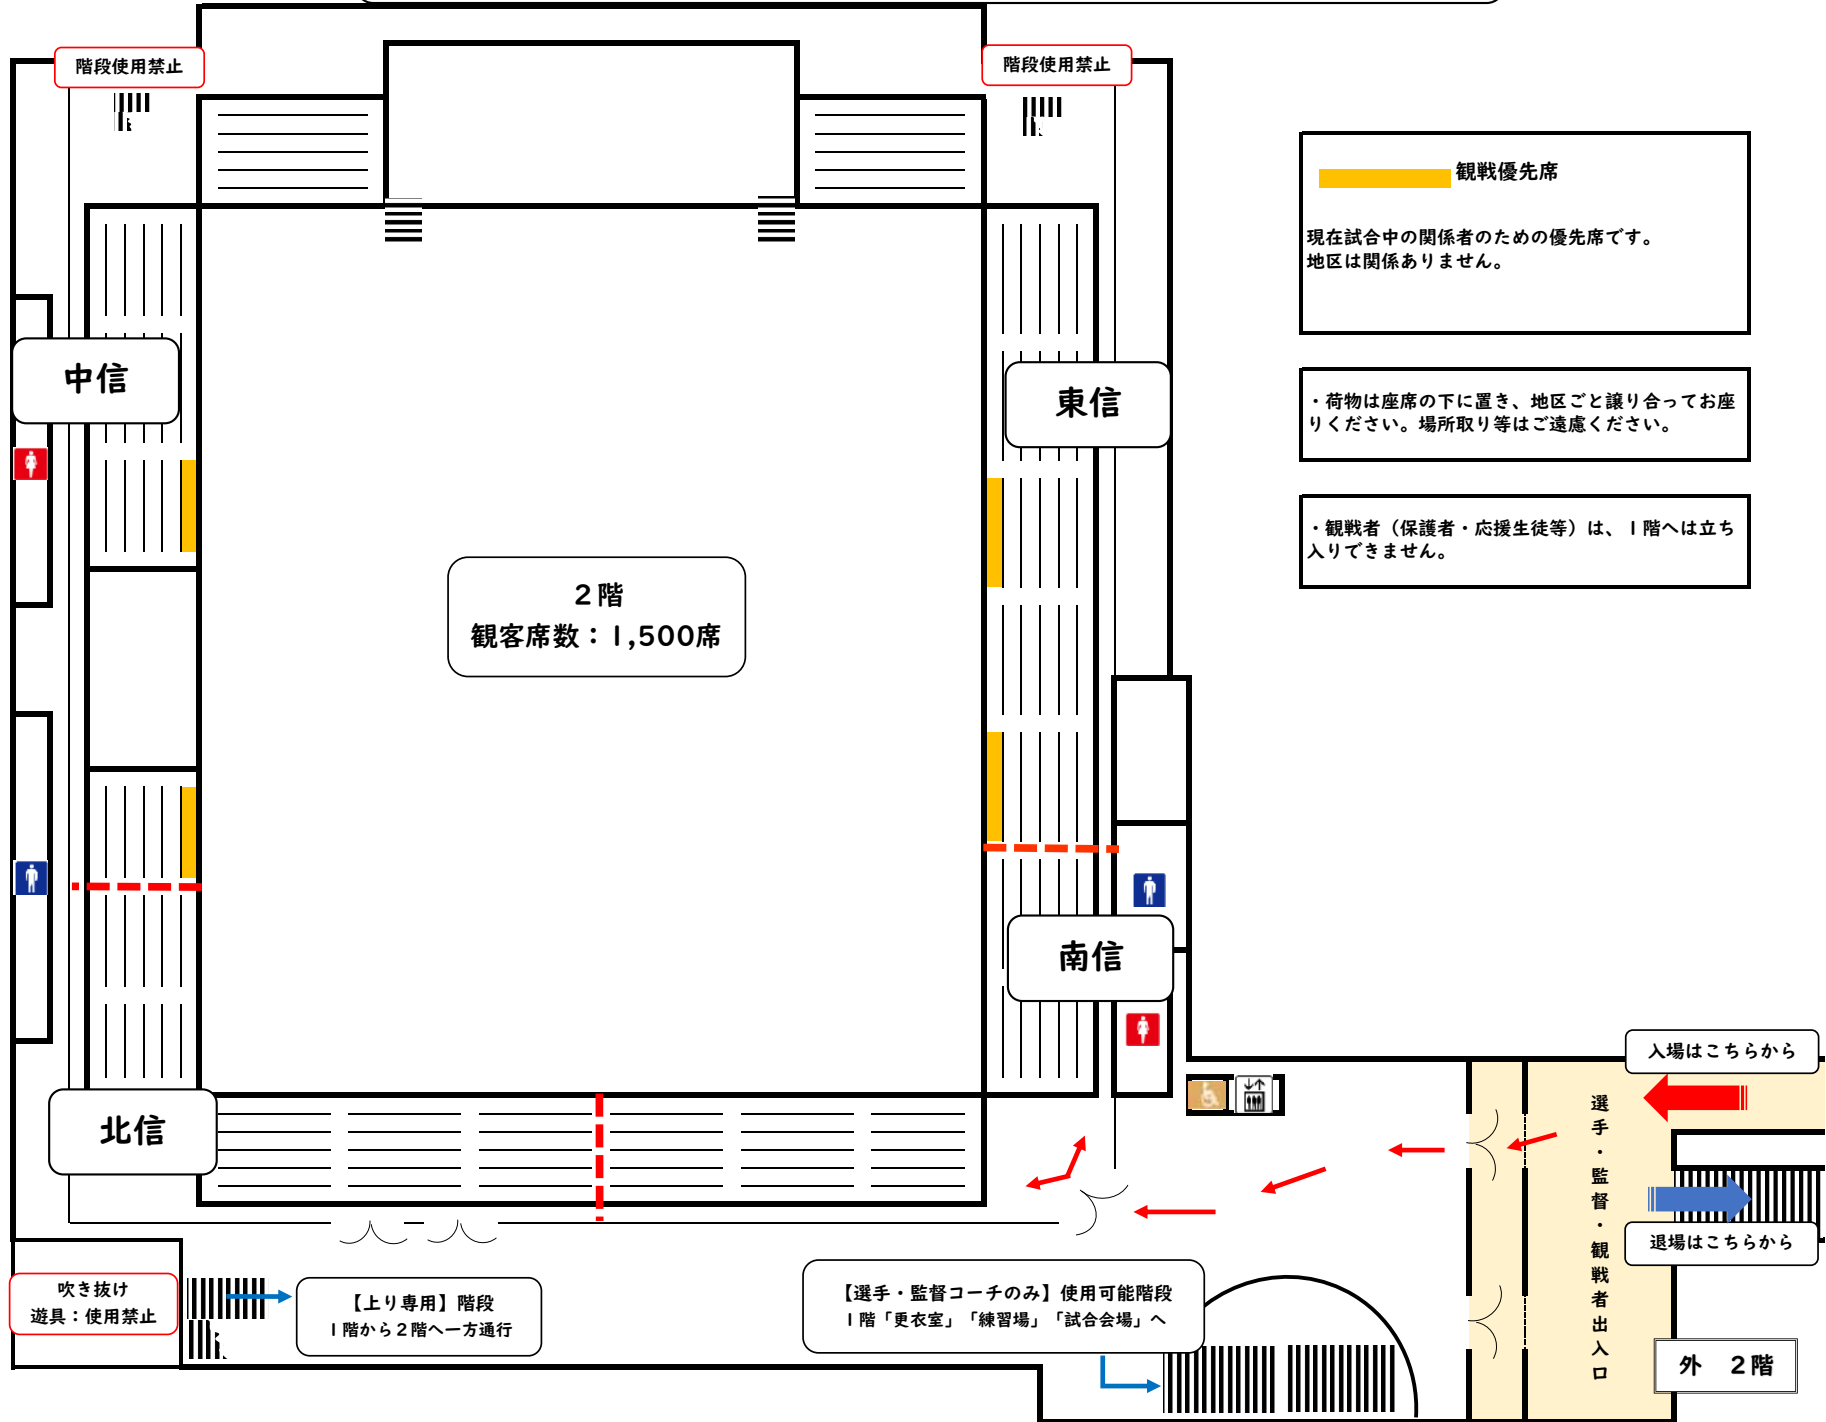 階段使用禁止
階段使用禁止
観戦優先席
現在試合中の関係者のための優先席です。
地区は関係ありません。
中信
東信
・荷物は座席の下に置き、地区ごと譲り合ってお座
りください。場所取り等はご遠慮ください。
・観戦者（保護者・応援生徒等）は、1階へは立ち
入りできません。
2階
観客席数：1,500席
南信
北信
入場はこちらから
選手・監督・観戦者出入口
退場はこちらから
吹き抜け
遊具：使用禁止
【上り専用】階段
1階から2階へ一方通行
【選手・監督コーチのみ】使用可能階段
1階「更衣室」「練習場」「試合会場」へ
外　2階